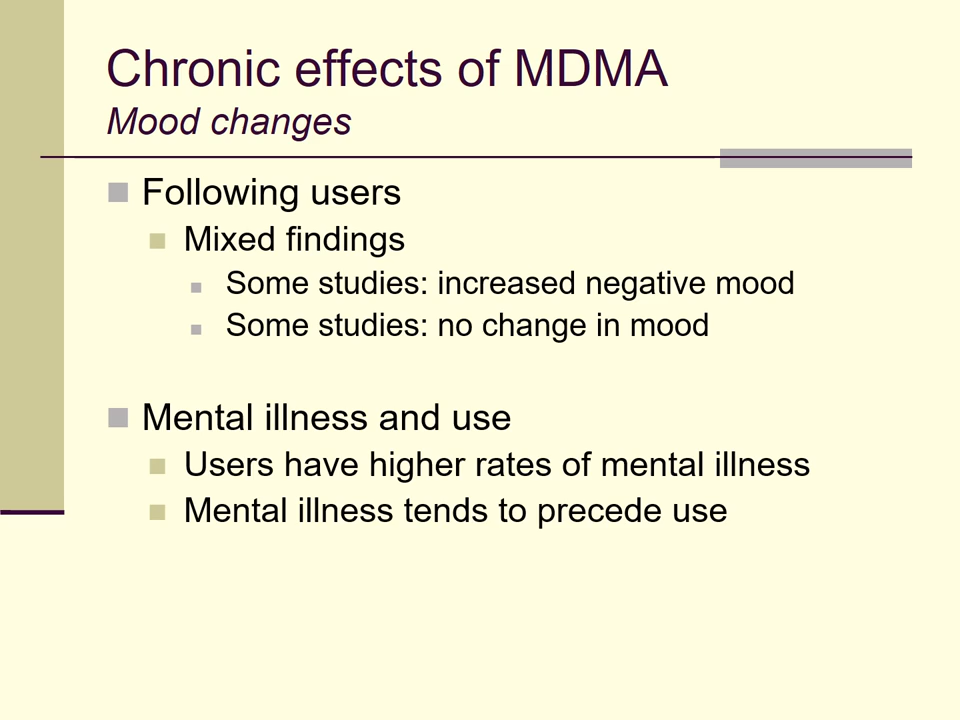 Chronic effects of MDMA
Mood changes
Following users
Mixed findings
Some studies: increased negative mood
Some studies: no change in mood
Mental illness and use
Users have higher rates of mental illness
Mental illness tends to precede use